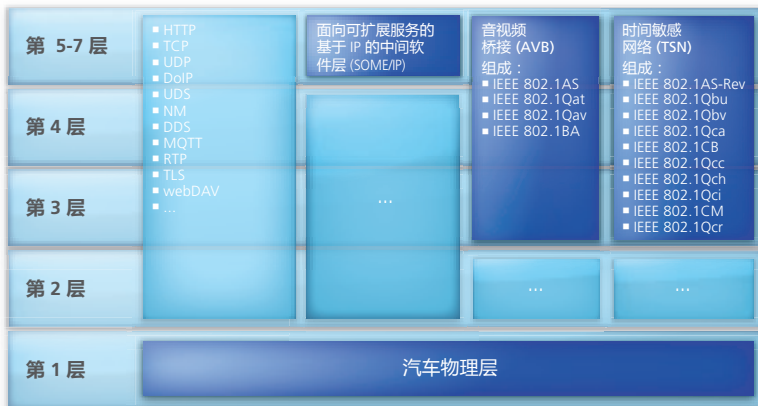 第 5-7 层
第 4 层
第 3 层
第 2 层
第 1 层
■ HTTP
■ TCP
■ UDP
■ DoIP
■ UDS
■ NM
■ DDS
■ MQTT
■ RTP
■ TLS
■ webDAV
■ ...
面向可扩展服务的
基于 IP 的中间软
件层 (SOME/IP)
...
音视频
桥接 (AVB)
组成：
■ IEEE 802.1AS
■ IEEE 802.1Qat
■ IEEE 802.1Qav
■ IEEE 802.1BA
...
时间敏感
网络 (TSN)
组成：
■ IEEE 802.1AS-Rev
■ IEEE 802.1Qbu
■ IEEE 802.1Qbv
■ IEEE 802.1Qca
■ IEEE 802.1CB
■ IEEE 802.1Qcc
■ IEEE 802.1Qch
■ IEEE 802.1Qci
■ IEEE 802.1CM
■ IEEE 802.1Qcr
...
汽车物理层